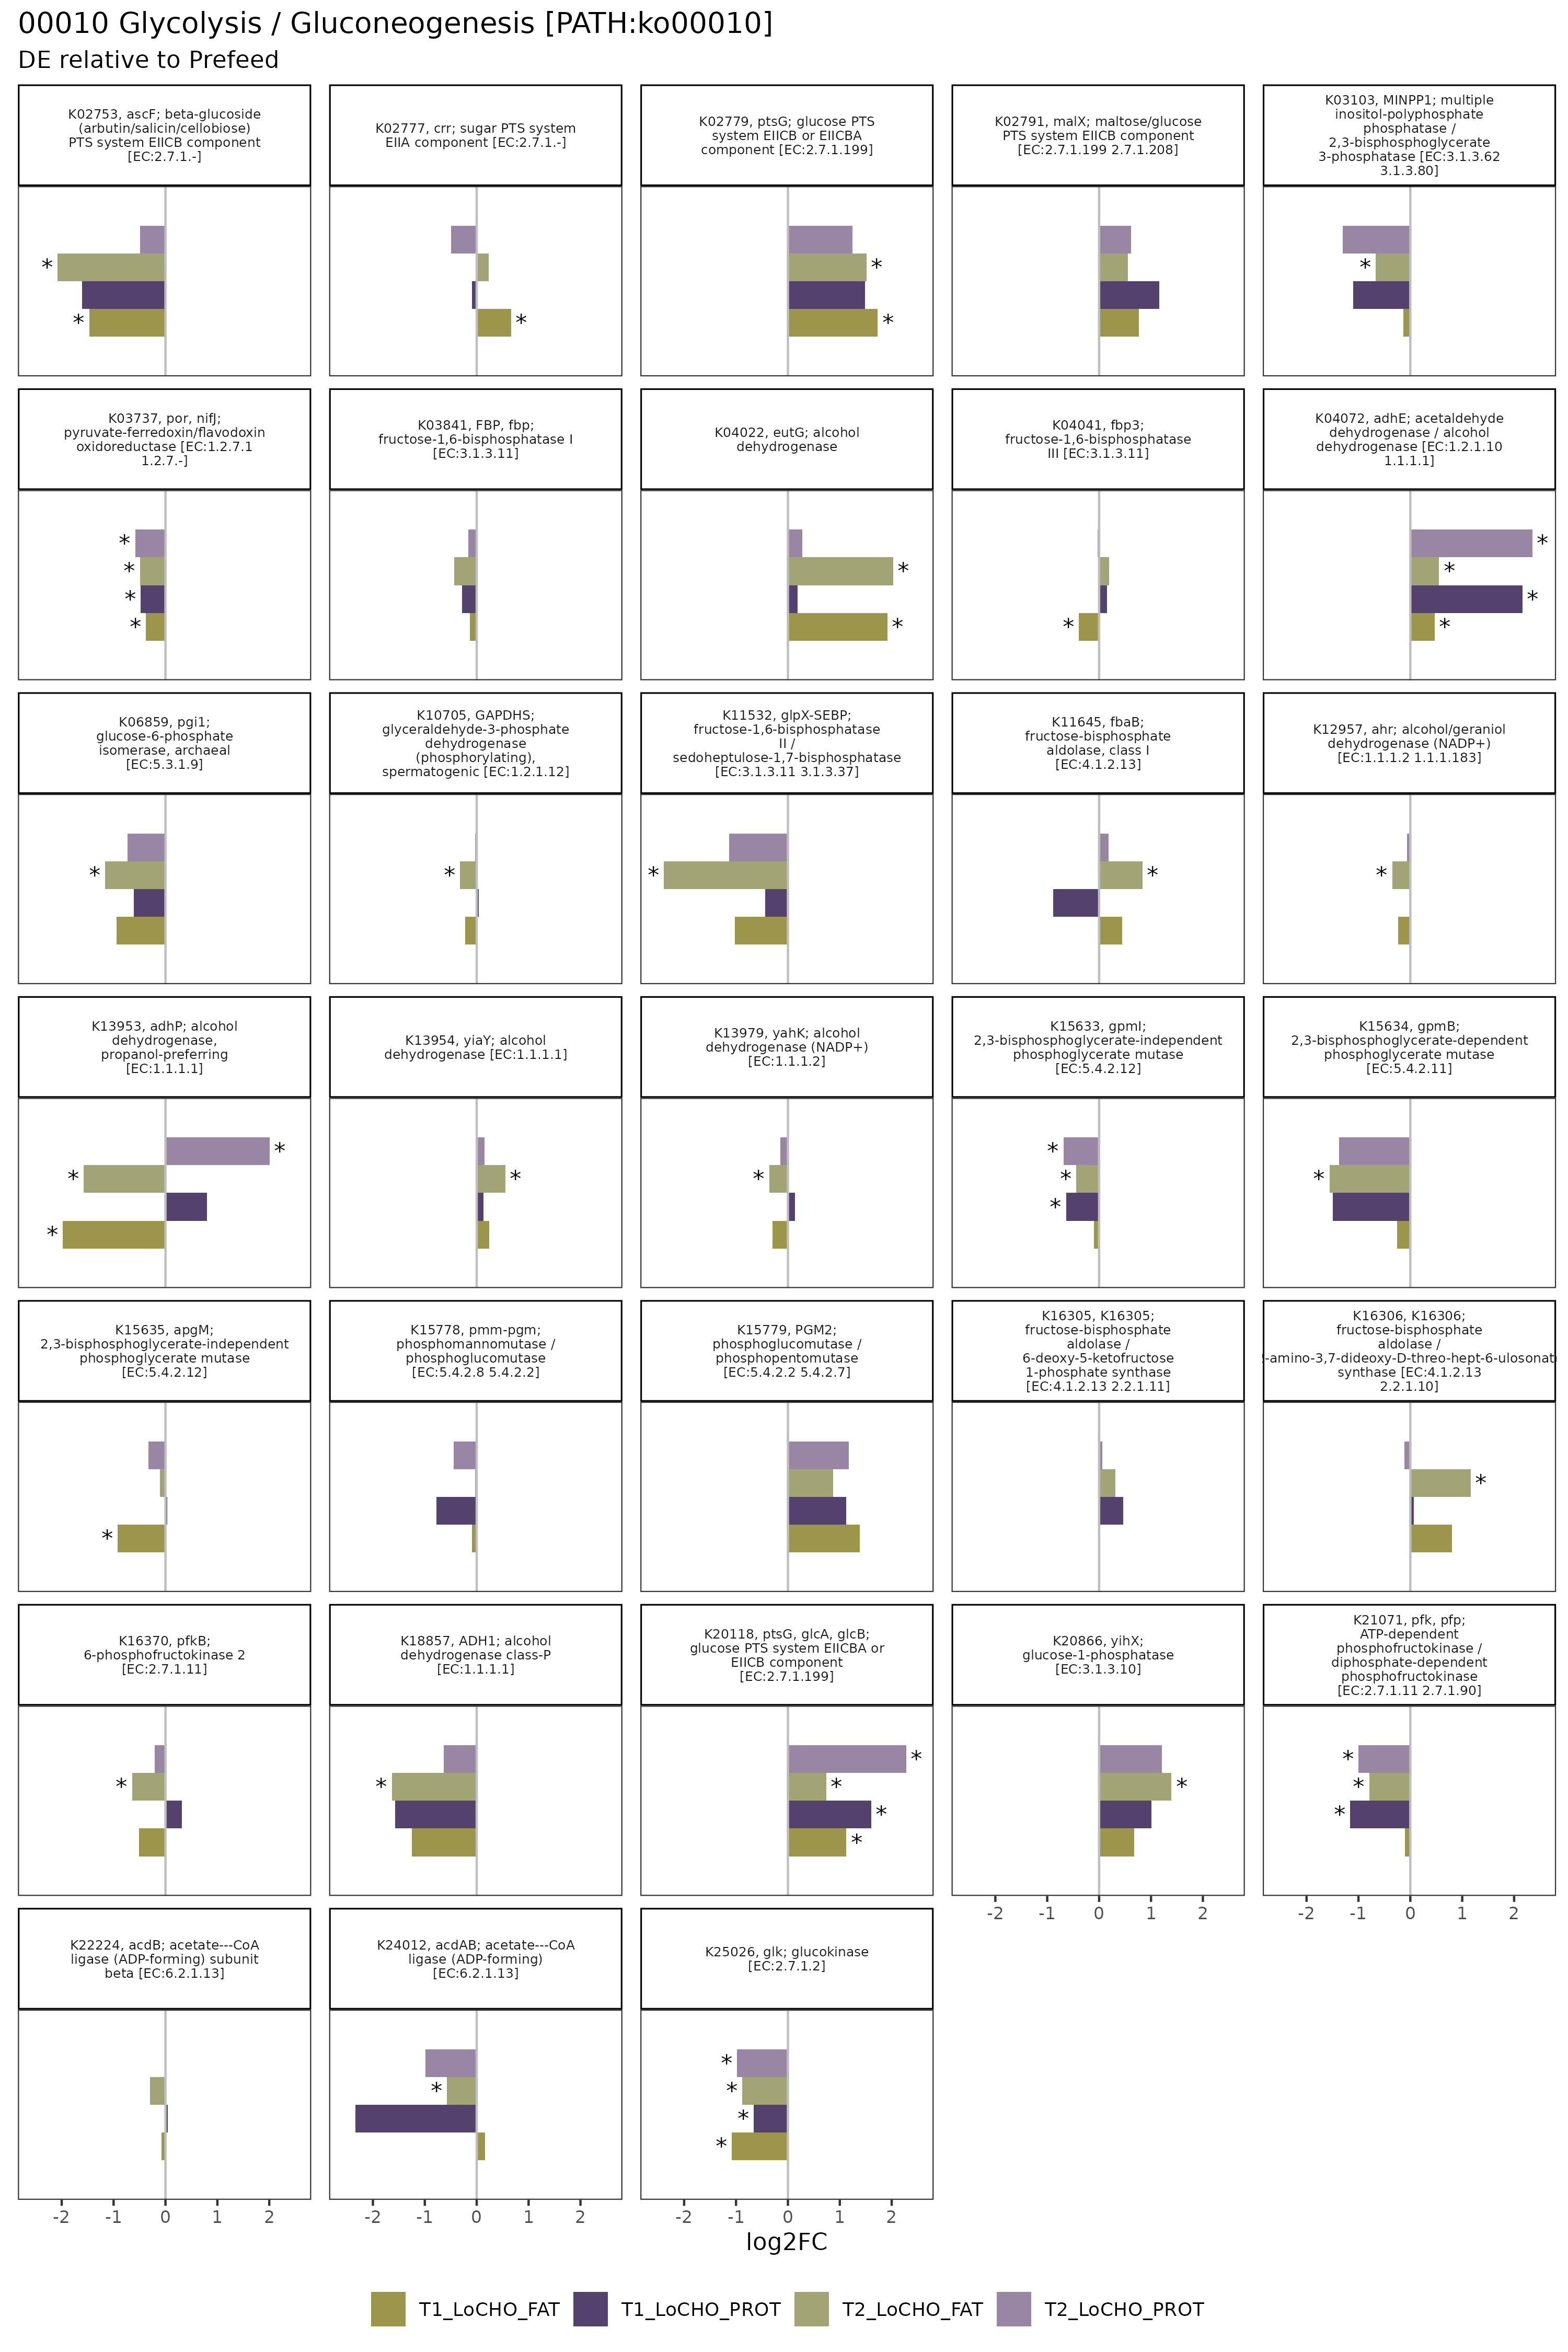 00010 Glycolysis / Gluconeogenesis [PATH:ko00010]
DE relative to Prefeed
K02753, ascF; beta-glucoside
(arbutin/salicin/cellobiose)
PTS system EIICB component
[EC:2.7.1.-]
K02777, crr; sugar PTS system
EIIA component [EC:2.7.1.-]
K02779, ptsG; glucose PTS
system EIICB or EIICBA
component [EC:2.7.1.199]
K02791, malX; maltose/glucose
PTS system EIICB component
[EC:2.7.1.199 2.7.1.208]
K03103, MINPP1; multiple
inositol-polyphosphate
phosphatase /
2,3-bisphosphoglycerate
3-phosphatase [EC:3.1.3.62
3.1.3.80]
* *
* *
* *
*
K03737, por, nifJ;
pyruvate-ferredoxin/flavodoxin
oxidoreductase [EC:1.2.7.1
1.2.7.-]
K03841, FBP, fbp;
fructose-1,6-bisphosphatase I
[EC:3.1.3.11]
K04022, eutG; alcohol
dehydrogenase
K04041, fbp3;
fructose-1,6-bisphosphatase
III [EC:3.1.3.11]
K04072, adhE; acetaldehyde
dehydrogenase / alcohol
dehydrogenase [EC:1.2.1.10
1.1.1.1]
* * * *
* *
*
* * * *
K06859, pgi1;
glucose-6-phosphate
isomerase, archaeal
[EC:5.3.1.9]
K10705, GAPDHS;
glyceraldehyde-3-phosphate
dehydrogenase
(phosphorylating),
spermatogenic [EC:1.2.1.12]
K11532, glpX-SEBP;
fructose-1,6-bisphosphatase
II /
sedoheptulose-1,7-bisphosphatase
[EC:3.1.3.11 3.1.3.37]
K11645, fbaB;
fructose-bisphosphate
aldolase, class I
[EC:4.1.2.13]
K12957, ahr; alcohol/geraniol
dehydrogenase (NADP+)
[EC:1.1.1.2 1.1.1.183]
* * * * *
K13953, adhP; alcohol
dehydrogenase,
propanol-preferring
[EC:1.1.1.1]
K13954, yiaY; alcohol
dehydrogenase [EC:1.1.1.1]
K13979, yahK; alcohol
dehydrogenase (NADP+)
[EC:1.1.1.2]
K15633, gpmI;
2,3-bisphosphoglycerate-independent
phosphoglycerate mutase
[EC:5.4.2.12]
K15634, gpmB;
2,3-bisphosphoglycerate-dependent
phosphoglycerate mutase
[EC:5.4.2.11]
* * *
*
*
* * *
*
K15635, apgM;
2,3-bisphosphoglycerate-independent
phosphoglycerate mutase
[EC:5.4.2.12]
K15778, pmm-pgm;
phosphomannomutase /
phosphoglucomutase
[EC:5.4.2.8 5.4.2.2]
K15779, PGM2;
phosphoglucomutase /
phosphopentomutase
[EC:5.4.2.2 5.4.2.7]
K16305, K16305;
fructose-bisphosphate
aldolase /
6-deoxy-5-ketofructose
1-phosphate synthase
[EC:4.1.2.13 2.2.1.11]
K16306, K16306;
fructose-bisphosphate
aldolase /
-amino-3,7-dideoxy-D-threo-hept-6-ulosonat
synthase [EC:4.1.2.13
2.2.1.10]
*
*
K16370, pfkB;
6-phosphofructokinase 2
[EC:2.7.1.11]
K18857, ADH1; alcohol
dehydrogenase class-P
[EC:1.1.1.1]
K20118, ptsG, glcA, glcB;
glucose PTS system EIICBA or
EIICB component
[EC:2.7.1.199]
K20866, yihX;
glucose-1-phosphatase
[EC:3.1.3.10]
K21071, pfk, pfp;
ATP-dependent
phosphofructokinase /
diphosphate-dependent
phosphofructokinase
[EC:2.7.1.11 2.7.1.90]
*
*
* * * *
*
* * *
-2 -1 0 1 2
-2 -1 0 1 2
K22224, acdB; acetate---CoA
ligase (ADP-forming) subunit
beta [EC:6.2.1.13]
K24012, acdAB; acetate---CoA
ligase (ADP-forming)
[EC:6.2.1.13]
K25026, glk; glucokinase
[EC:2.7.1.2]
*
* * * *
-2 -1 0 1 2
-2 -1 0 1 2
-2 -1 0 1 2
log2FC
T1_LoCHO_FAT T1_LoCHO_PROT T2_LoCHO_FAT T2_LoCHO_PROT